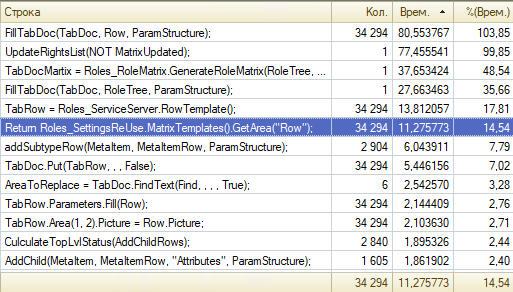 Строка Кол. Врем. %(Врем.)
FillTabDoc(TabDoc, Row, ParamStructure); 34 294 80,553767 103,85
UpdateRightsList(NOT MatrixUpdated); 1 77,455541 99,85
TabDocMartix = Roles_RoleMatrix.GenerateRoleMatrix(RoleTree, ... 1 37,653424 48,54
FillTabDoc(TabDoc, RoleTree, ParamStructure); 1 27,663463 35,66
TabRow = Roles_ServiceServer.RowTemplate(); 34 294 13,812057 17,81
Return Roles_SettingsReUse.MatrixTemplates().GetArea("Row"); 34 294 11,275773 14,54
addSubtypeRow(MetaItem, MetaItemRow, ParamStructure); 2 904 6,043911 7,79
TabDoc.Put(TabRow, , , False); 34 294 5,446156 7,02
AreaToReplace = TabDoc.FindText(Find, , , , True); 6 2,542570 3,28
TabRow.Parameters.Fill(Row); 34 294 2,144409 2,76
TabRow.Area(1, 2).Picture = Row.Picture; 34 294 2,103630 2,71
CulculateTopLvlStatus(AddChildRows); 2 840 1,895326 2,44
AddChild(MetaItem, MetaItemRow, "Attributes", ParamStructure); 1 605 1,861902 2,40
34 294 11,275773 14,54